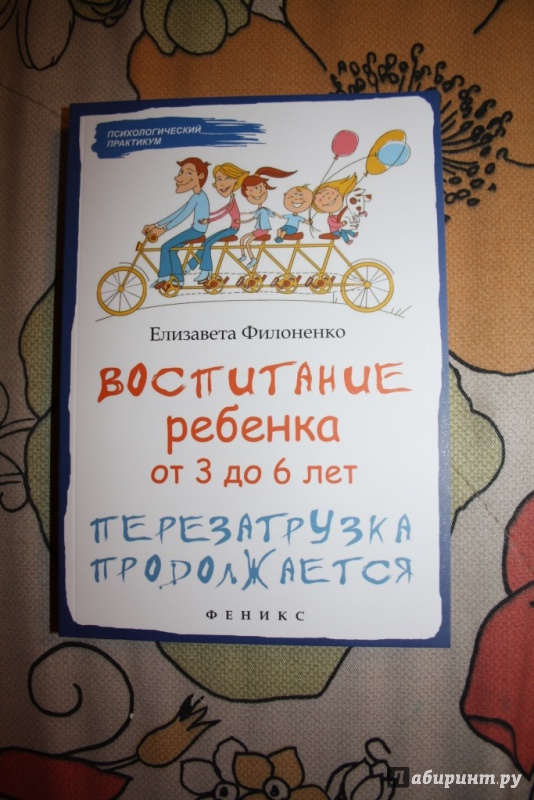 ПСИХОЛОГИЧЕСКИЙ
ПРАКТИКУМ
Елизавета Филоненко
ВОСПИТАНИЕ
ребенка
от 3 до 6 лет
ПЕРЕЗАГРУЗКА
ПРОДОЛЖАЕТСЯ
ФЕНИКС
Лабиринт.ру